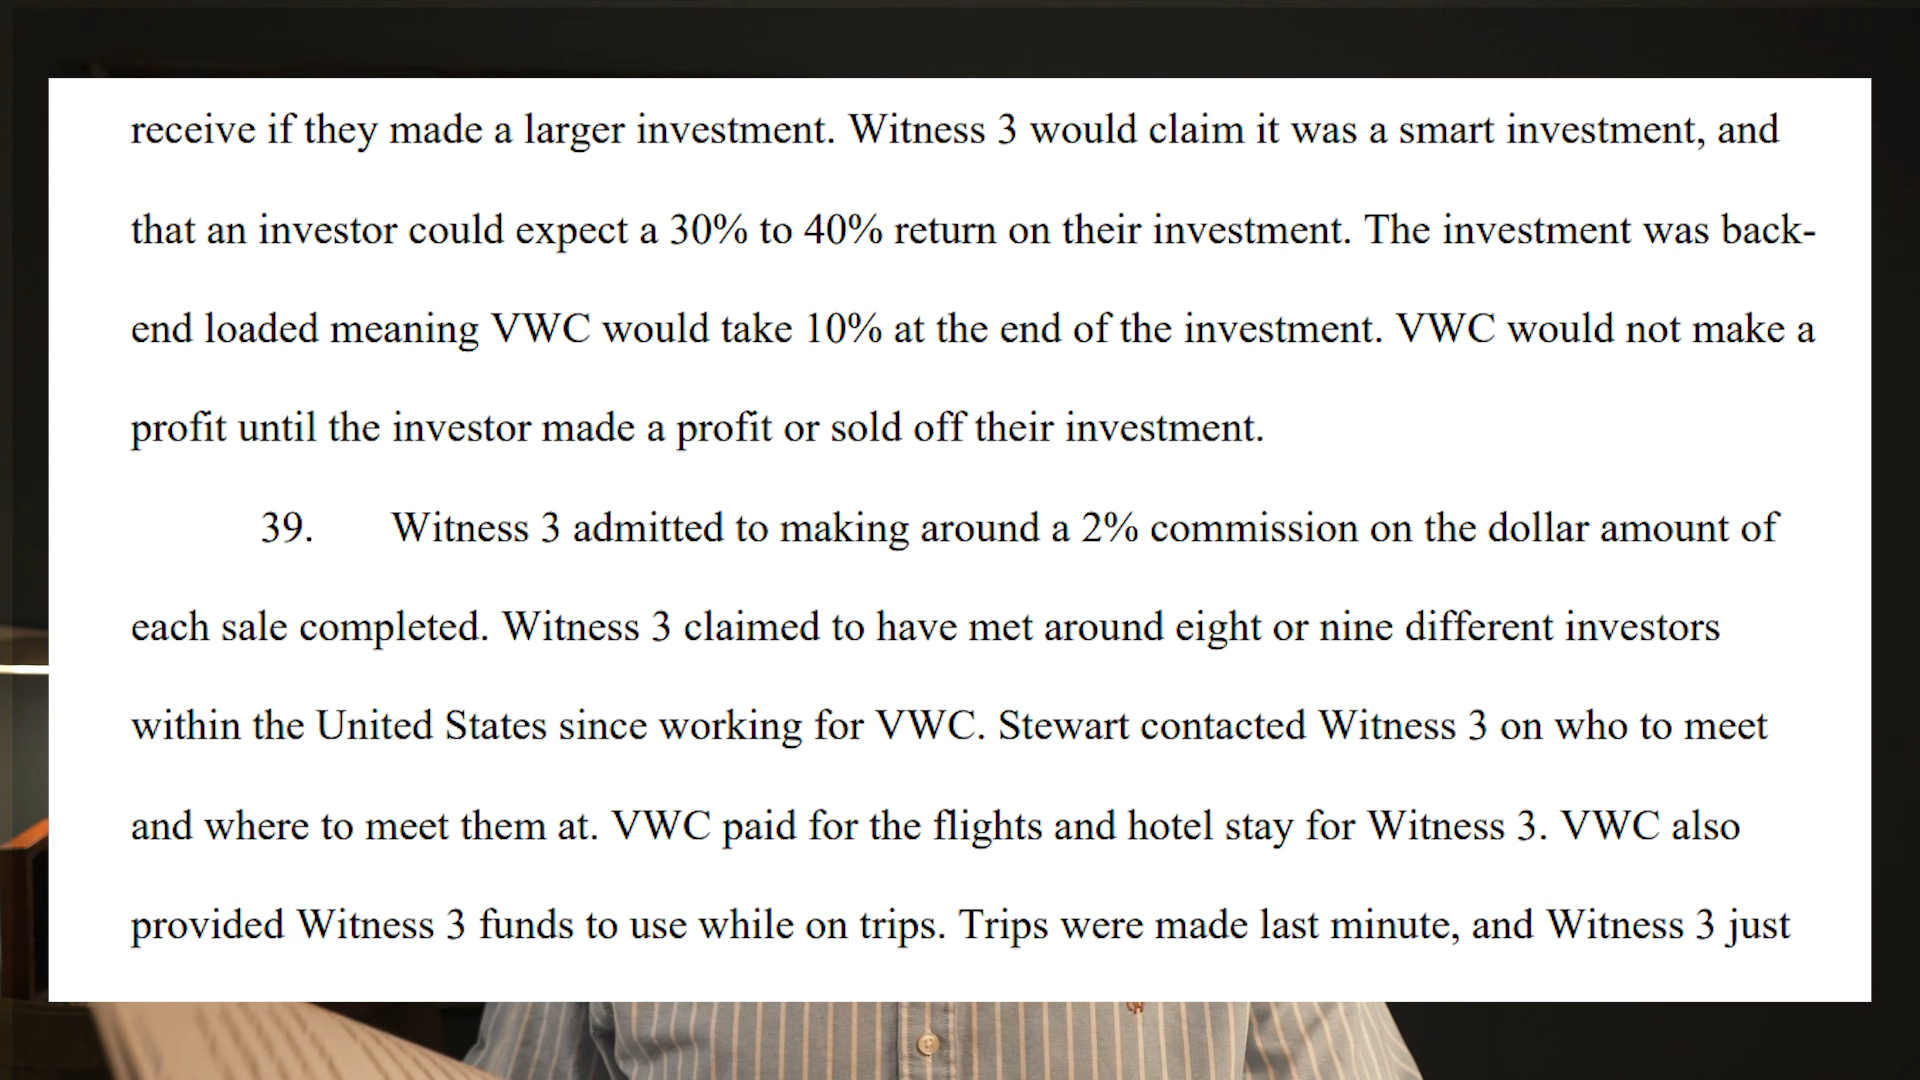 receive if they made a larger investment. Witness 3 would claim it was a smart investment, and
that an investor could expect a 30% to 40% return on their investment. The investment was back-
end loaded meaning VWC would take 10% at the end of the investment. VWC would not make a
profit until the investor made a profit or sold off their investment.
39. Witness 3 admitted to making around a 2% commission on the dollar amount of
each sale completed. Witness 3 claimed to have met around eight or nine different investors
within the United States since working for VWC. Stewart contacted Witness 3 on who to meet
and where to meet them at. VWC paid for the flights and hotel stay for Witness 3. VWC also
provided Witness 3 funds to use while on trips. Trips were made last minute, and Witness 3 just